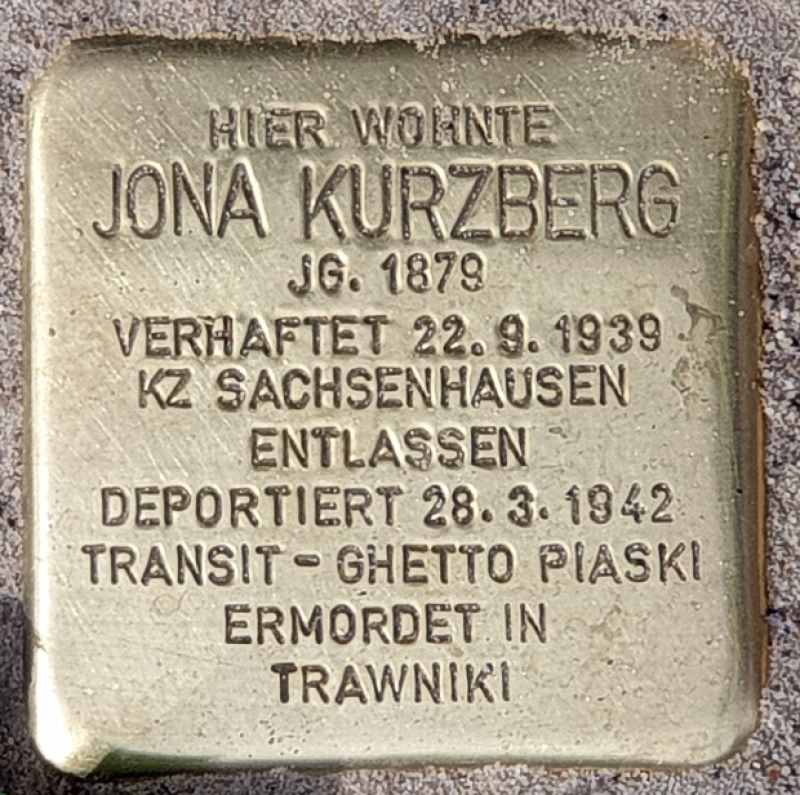 HIER WOHNTE
JONA KURZBERG
JG. 1879
VERHAFTET 22.9.1939
KZ SACHSENHAUSEN
ENTLASSEN
DEPORTIERT 28.3.1942
TRANSIT-GHETTO PIASKI
ERMORDET IN
TRAWNIKI